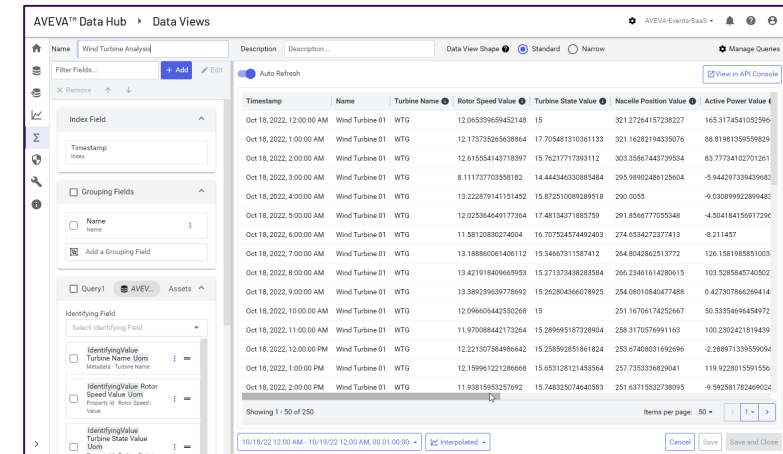 AVEVA™ Data Hub ▸ Data Views
AVEVA-Events-SaaS
Name Wind Turbine Analysis Description Description... Data View Shape Standard Narrow Manage Queries
Filter Fields... + Add Edit Auto Refresh View in API Console
× Remove ↑ ↓
Index Field
Timestamp
Index
Grouping Fields
Name
Name
Add a Grouping Field
Query1 AVEV... Assets
Identifying Field
Select Identifying Field
IdentifyingValue
Turbine Name Uom
Metadata · Turbine Name
IdentifyingValue Rotor
Speed Value Uom
Property Id · Rotor Speed |
Value
IdentifyingValue
Turbine State Value
Uom
Timestamp Name Turbine Name Rotor Speed Value Turbine State Value Nacelle Position Value Active Power Value
Oct 18, 2022, 12:00:00 AM Wind Turbine 01 WTG 12.065339659452148 15 321.27264157238227 165.3174541052596
Oct 18, 2022, 1:00:00 AM Wind Turbine 01 WTG 12.173735265638864 17.705481310361133 321.16282194335076 88.81981359559829
Oct 18, 2022, 2:00:00 AM Wind Turbine 01 WTG 12.615554143718397 15.76217717393112 303.35867443739534 83.77734102701261
Oct 18, 2022, 3:00:00 AM Wind Turbine 01 WTG 8.111737703558182 14.444346330885484 295.98902486125604 -5.944297339439683
Oct 18, 2022, 4:00:00 AM Wind Turbine 01 WTG 13.222879141151452 15.872510089289518 290.0055 -9.030899922899483
Oct 18, 2022, 5:00:00 AM Wind Turbine 01 WTG 12.025364649177364 17.48134371885759 291.8566777055348 -4.504184156917296
Oct 18, 2022, 6:00:00 AM Wind Turbine 01 WTG 11.58120830274004 16.707524574492403 274.6534272377413 -8.211457
Oct 18, 2022, 7:00:00 AM Wind Turbine 01 WTG 13.188860061406112 15.34667311587412 264.8042862513772 126.1581985851003
Oct 18, 2022, 8:00:00 AM Wind Turbine 01 WTG 13.421918409665953 15.271373438283584 266.23461614280615 103.5285845740502
Oct 18, 2022, 9:00:00 AM Wind Turbine 01 WTG 13.389239639778692 15.262804366078925 254.08010840477488 0.427307866269414
Oct 18, 2022, 10:00:00 AM Wind Turbine 01 WTG 12.096606442550268 15 251.16706174252667 50.53354696454972
Oct 18, 2022, 11:00:00 AM Wind Turbine 01 WTG 11.970088442173264 15.289695187328904 258.3170576991163 100.2302421819439
Oct 18, 2022, 12:00:00 PM Wind Turbine 01 WTG 12.221307584986642 15.258592851861824 253.67408031692696 -2.288971339559094
Oct 18, 2022, 1:00:00 PM Wind Turbine 01 WTG 12.159961221286668 15.653128121453564 257.7353336829041 119.9228015591556
Oct 18, 2022, 2:00:00 PM Wind Turbine 01 WTG 11.93815953257692 15.748325074640583 251.63715532738095 -9.592581782469024
Showing 1 - 50 of 250 Items per page: 50 ‹ 1 ›
10/18/22 12:00 AM - 10/19/22 12:00 AM, 00.01:00:00 Interpolated Cancel Save Save and Close